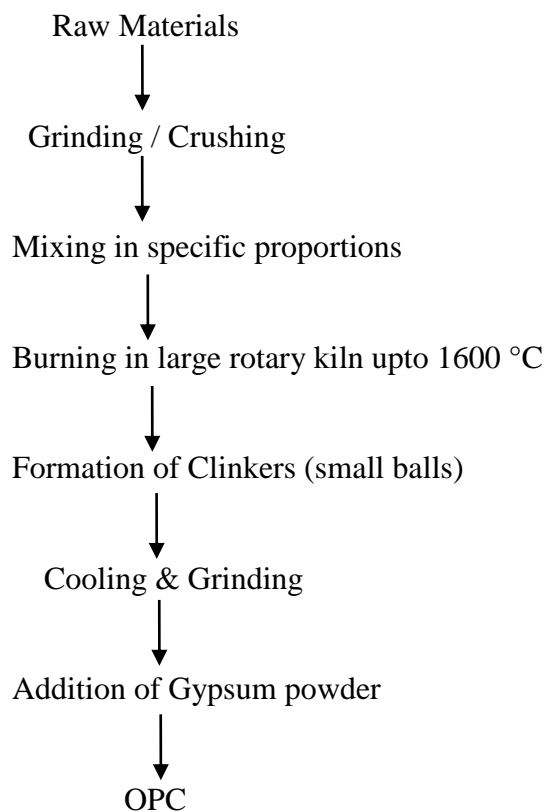 Raw Materials
Grinding / Crushing
Mixing in specific proportions
Burning in large rotary kiln upto 1600 °C
Formation of Clinkers (small balls)
Cooling & Grinding
Addition of Gypsum powder
OPC